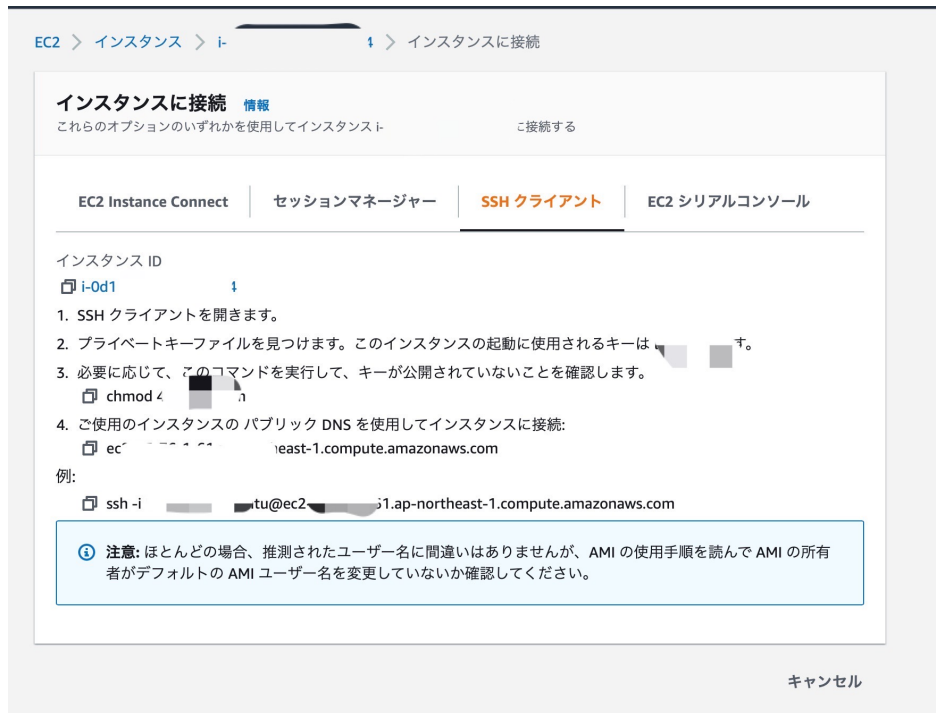 EC2 > インスタンス > i- > インスタンスに接続
インスタンスに接続 情報
これらのオプションのいずれかを使用してインスタンス i- に接続する
EC2 Instance Connect セッションマネージャー SSH クライアント EC2 シリアルコンソール
インスタンス ID
i-0d1
1. SSH クライアントを開きます。
2. プライベートキーファイルを見つけます。このインスタンスの起動に使用されるキーは す。
3. 必要に応じて、このコマンドを実行して、キーが公開されていないことを確認します。
chmod
4. ご使用のインスタンスの パブリック DNS を使用してインスタンスに接続:
east-1.compute.amazonaws.com
例:
ssh -i tu@ec2- 1.ap-northeast-1.compute.amazonaws.com
注意: ほとんどの場合、推測されたユーザー名に間違いはありませんが、AMI の使用手順を読んで AMI の所有
者がデフォルトの AMI ユーザー名を変更していないか確認してください。
キャンセル